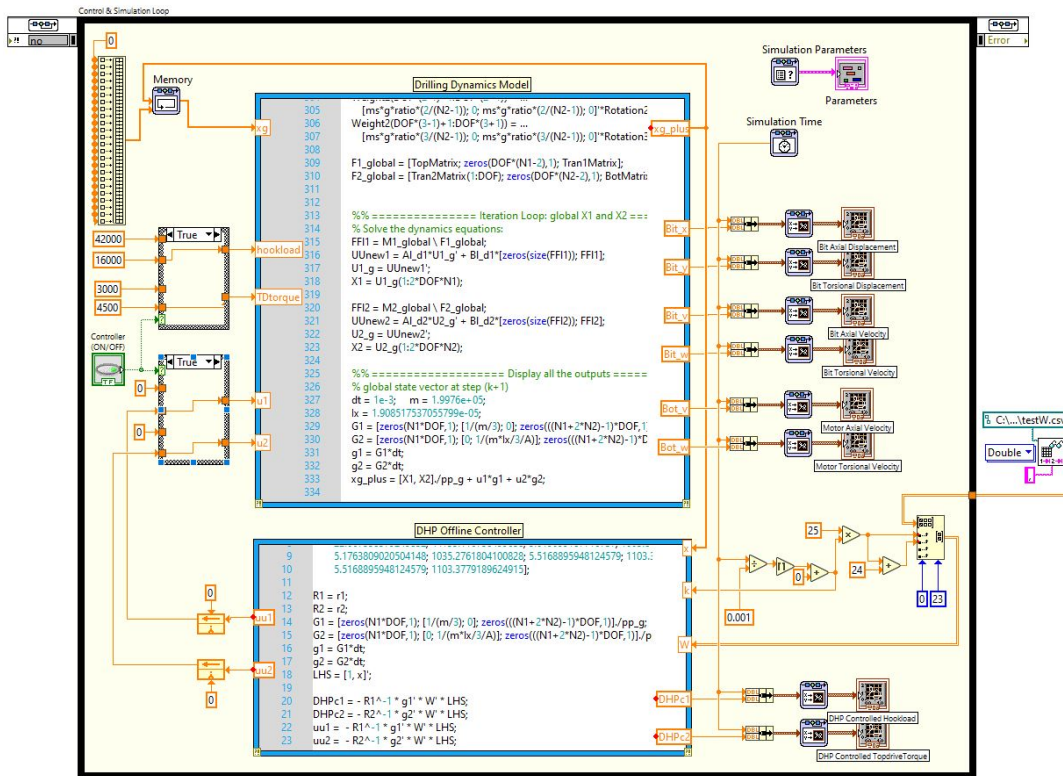 Control & Simulation Loop
no
Error
0
Memory
Simulation Parameters
Parameters
Simulation Time
Drilling Dynamics Model
305 [ms*g*ratio*(2/(N2-1)); 0; ms*g*ratio*(2/(N2-1)); 0]'*Rotation2
306 Weight2(DOF*(3-1)+1:DOF*(3+1)) = ...
307 [ms*g*ratio*(3/(N2-1)); 0; ms*g*ratio*(3/(N2-1)); 0]'*Rotation3
308
309 F1_global = [TopMatrix; zeros(DOF*(N1-2),1); Tran1Matrix];
310 F2_global = [Tran2Matrix(1:DOF); zeros(DOF*(N2-2),1); BotMatri
311
312
313 %% ================ Iteration Loop: global X1 and X2 ===
314 % Solve the dynamics equations:
315 FFI1 = M1_global \ F1_global;
316 UUnew1 = AI_d1*U1_g' + BI_d1*[zeros(size(FFI1)); FFI1];
317 U1_g = UUnew1';
318 X1 = U1_g(1:2*DOF*N1);
319
320 FFI2 = M2_global \ F2_global;
321 UUnew2 = AI_d2*U2_g' + BI_d2*[zeros(size(FFI2)); FFI2];
322 U2_g = UUnew2';
323 X2 = U2_g(1:2*DOF*N2);
324
325 %% ================ Display all the outputs =====
326 % global state vector at step (k+1)
327 dt = 1e-3; m = 1.9976e+05;
328 Ix = 1.908517537055799e-05;
329 G1 = [zeros(N1*DOF,1); [1/(m/3); 0]; zeros(((N1+2*N2)-1)*DOF,1)
330 G2 = [zeros(N1*DOF,1); [0; 1/(m*Ix/3/A)]; zeros(((N1+2*N2)-1)*D
331 g1 = G1*dt;
332 g2 = G2*dt;
333 xg_plus = [X1, X2]./pp_g + u1*g1 + u2*g2;
334
xg
hookload
TDtorque
u1
u2
xg_plus
Bit_x
Bit_y
Bit_v
Bit_w
Bot_v
Bot_w
True
42000
16000
3000
4500
Controller
(ON/OFF)
TF
True
0
0
Bit Axial Displacement
Bit Torsional Displacement
Bit Axial Velocity
Bit Torsional Velocity
Motor Axial Velocity
Motor Torsional Velocity
C:\...\testW.csv
Double
DHP Offline Controller
9 5.1763809020504148; 1035.2761804100828; 5.5168895948124579; 1103.3
10 5.5168895948124579; 1103.3779189624915];
11
12 R1 = r1;
13 R2 = r2;
14 G1 = [zeros(N1*DOF,1); [1/(m/3); 0]; zeros(((N1+2*N2)-1)*DOF,1)]./pp_g;
15 G2 = [zeros(N1*DOF,1); [0; 1/(m*Ix/3/A)]; zeros(((N1+2*N2)-1)*DOF,1)]./p
16 g1 = G1*dt;
17 g2 = G2*dt;
18 LHS = [1, x]';
19
20 DHPc1 = - R1^-1 * g1' * W' * LHS;
21 DHPc2 = - R2^-1 * g2' * W' * LHS;
22 uu1 = - R1^-1 * g1' * W' * LHS;
23 uu2 = - R2^-1 * g2' * W' * LHS;
uu1
uu2
0
0
x
k
W
DHPc1
DHPc2
25
24
0
0.001
0
23
DHP Controlled Hookload
DHP Controlled TopdriveTorque